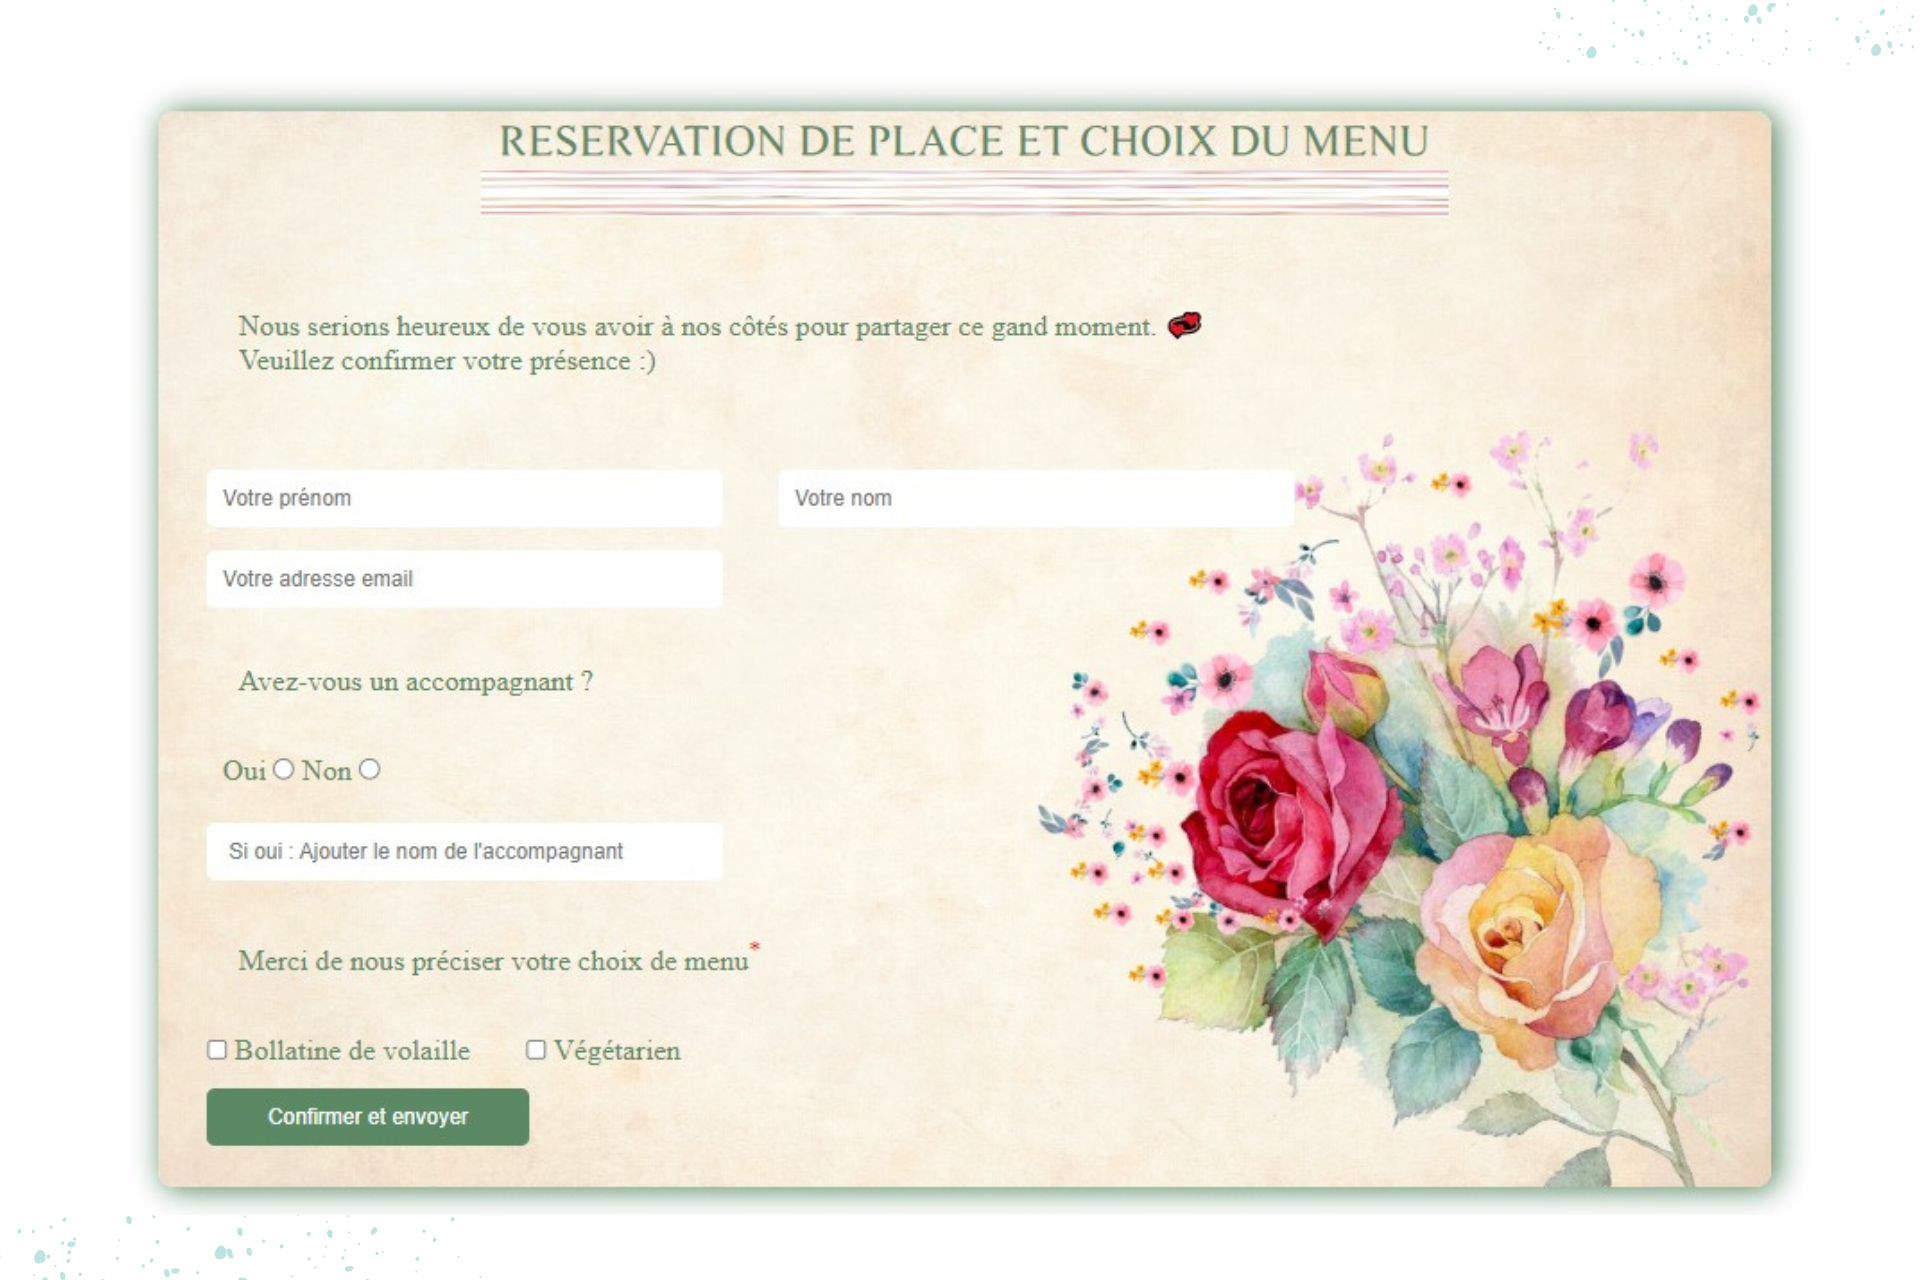 RESERVATION DE PLACE ET CHOIX DU MENU
Nous serions heureux de vous avoir à nos côtés pour partager ce gand moment.
Veuillez confirmer votre présence :)
Votre prénom
Votre nom
Votre adresse email
Avez-vous un accompagnant ?
Oui Non
Si oui : Ajouter le nom de l'accompagnant
Merci de nous préciser votre choix de menu*
Bollatine de volaille Végétarien
Confirmer et envoyer